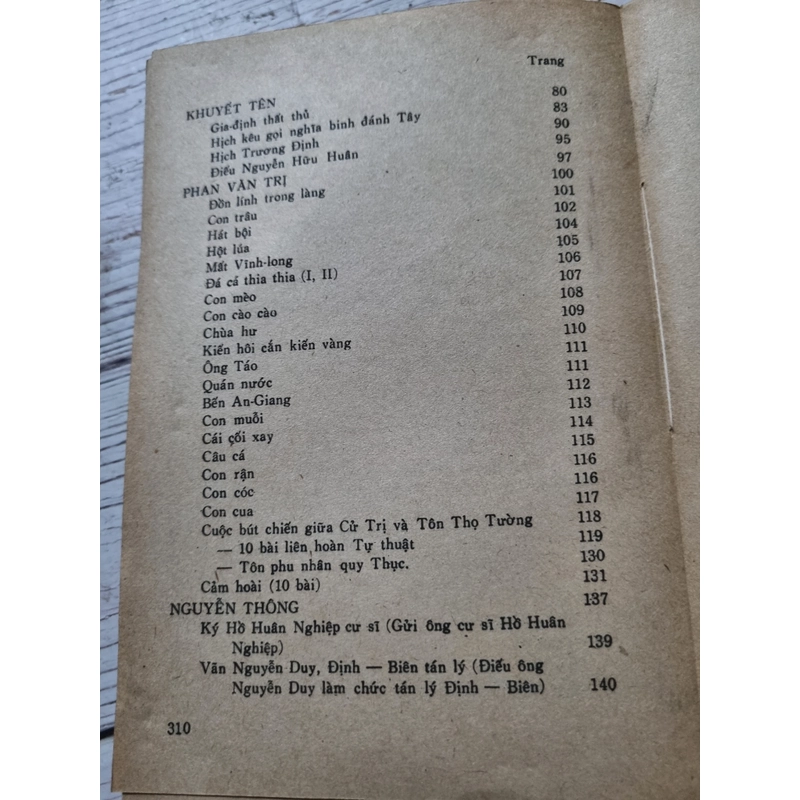 Trang
KHUYẾT TÊN 80
Gia-định thất thủ 83
Hịch kêu gọi nghĩa binh đánh Tây 90
Hịch Trương Định 95
Điếu Nguyễn Hữu Huân 97
PHAN VĂN TRỊ 100
Đồn lính trong làng 101
Con trâu 102
Hát bội 104
Hột lúa 105
Mất Vĩnh-long 106
Đá cá thia thia (I, II) 107
Con mèo 108
Con cào cào 109
Chùa hư 110
Kiến hôi cắn kiến vàng 111
Ông Táo 111
Quán nước 112
Bến An-Giang 113
Con muỗi 114
Cái cối xay 115
Câu cá 116
Con rận 116
Con cóc 117
Con cua 118
Cuộc bút chiến giữa Cử Trị và Tôn Thọ Tường 119
— 10 bài liên hoàn Tự thuật 130
— Tôn phu nhân quy Thục. 131
Cảm hoài (10 bài) 137
NGUYỄN THÔNG
Ký Hồ Huân Nghiệp cư sĩ (Gửi ông cư sĩ Hồ Huân
Nghiệp) 139
Văn Nguyễn Duy, Định — Biên tán lý (Điếu ông
Nguyễn Duy làm chức tán lý Định — Biên) 140
310